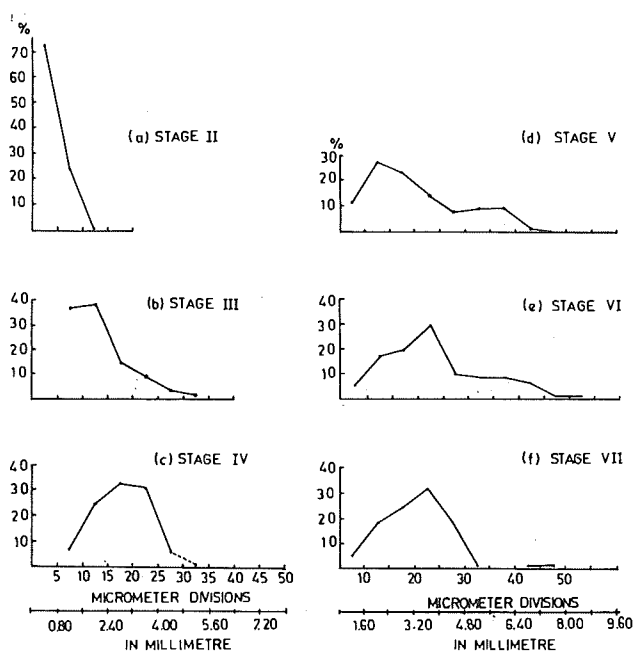 %
70
60
50
40
30
20
10
(a) STAGE II
40
30
20
10
(b) STAGE III
40
30
20
10
(c) STAGE IV
5 10 15 20 25 30 35 40 45 50
MICROMETER DIVISIONS
0.80 2.40 4.00 5.60 7.20
IN MILLIMETRE
%
30
20
10
(d) STAGE V
40
30
20
10
(e) STAGE VI
40
30
20
10
(f) STAGE VII
10 20 30 40 50
MICROMETER DIVISIONS
1.60 3.20 4.80 6.40 8.00 9.60
IN MILLIMETRE